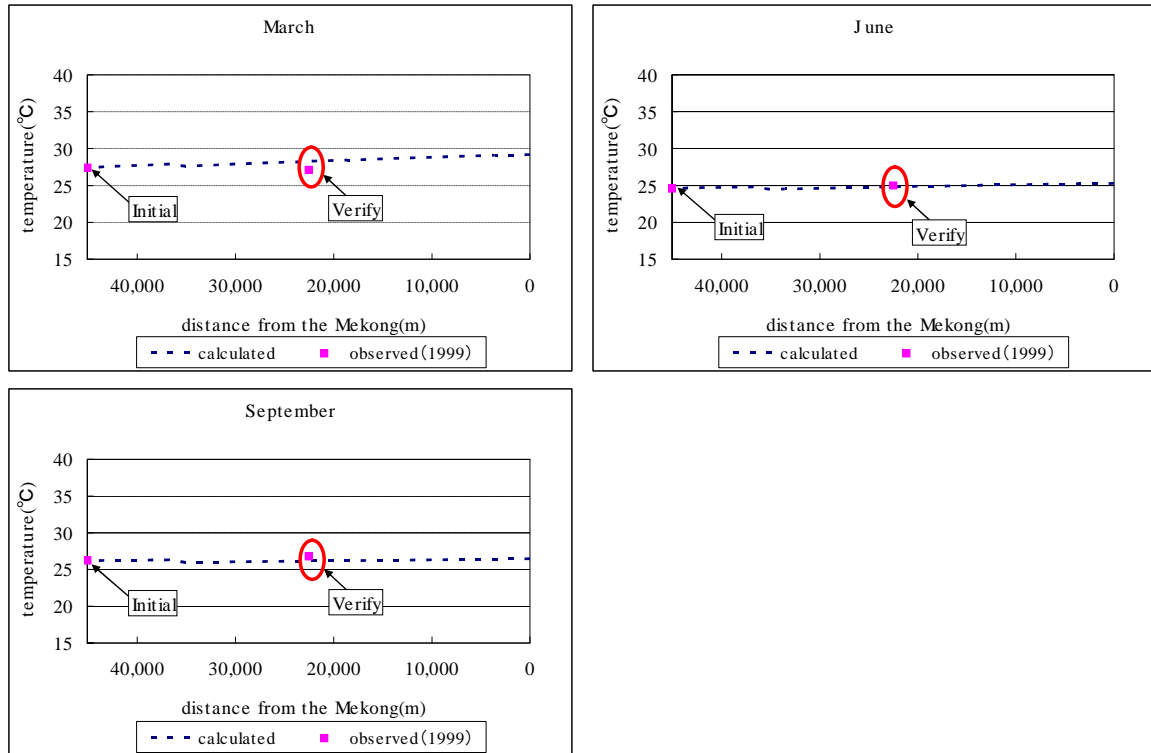 March
temperature(℃)
40
35
30
25
20
15
Initial
Verify
40,000 30,000 20,000 10,000 0
distance from the Mekong(m)
calculated observed(1999)
June
temperature(℃)
40
35
30
25
20
15
Initial
Verify
40,000 30,000 20,000 10,000 0
distance from the Mekong(m)
calculated observed(1999)
September
temperature(℃)
40
35
30
25
20
15
Initial
Verify
40,000 30,000 20,000 10,000 0
distance from the Mekong(m)
calculated observed(1999)